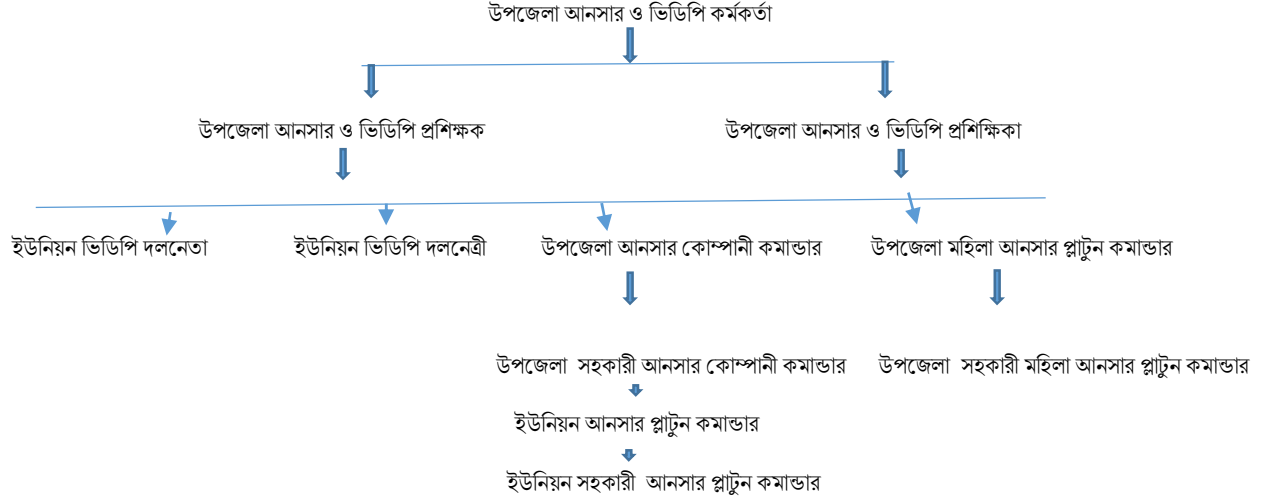 উপজেলা আনসার ও ভিডিপি কর্মকর্তা
উপজেলা আনসার ও ভিডিপি প্রশিক্ষক
উপজেলা আনসার ও ভিডিপি প্রশিক্ষিকা
ইউনিয়ন ভিডিপি দলনেতা
ইউনিয়ন ভিডিপি দলনেত্রী
উপজেলা আনসার কোম্পানী কমান্ডার
উপজেলা মহিলা আনসার প্লাটুন কমান্ডার
উপজেলা সহকারী আনসার কোম্পানী কমান্ডার
উপজেলা সহকারী মহিলা আনসার প্লাটুন কমান্ডার
ইউনিয়ন আনসার প্লাটুন কমান্ডার
ইউনিয়ন সহকারী আনসার প্লাটুন কমান্ডার